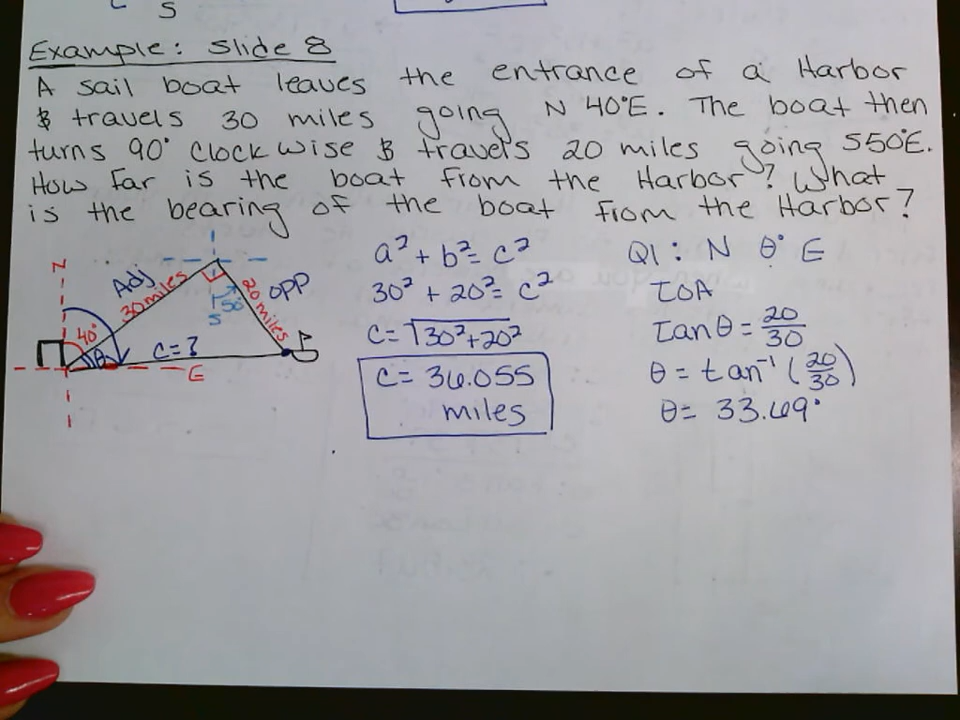 S
Example: Slide 8
A sail boat leaves the entrance of a Harbor
& travels 30 miles going N 40°E. The boat then
turns 90° clockwise & travels 20 miles going S50°E.
How far is the boat from the Harbor? What
is the bearing of the boat from the Harbor?
N
Adj
30 miles
40°
θ
c=?
E
50°
S
20 miles
OPP
a² + b² = c²
30² + 20² = c²
c = √30²+20²
c = 36.055
miles
Q1: N θ° E
TOA
Tan θ = 20/30
θ = tan⁻¹ (20/30)
θ = 33.69°